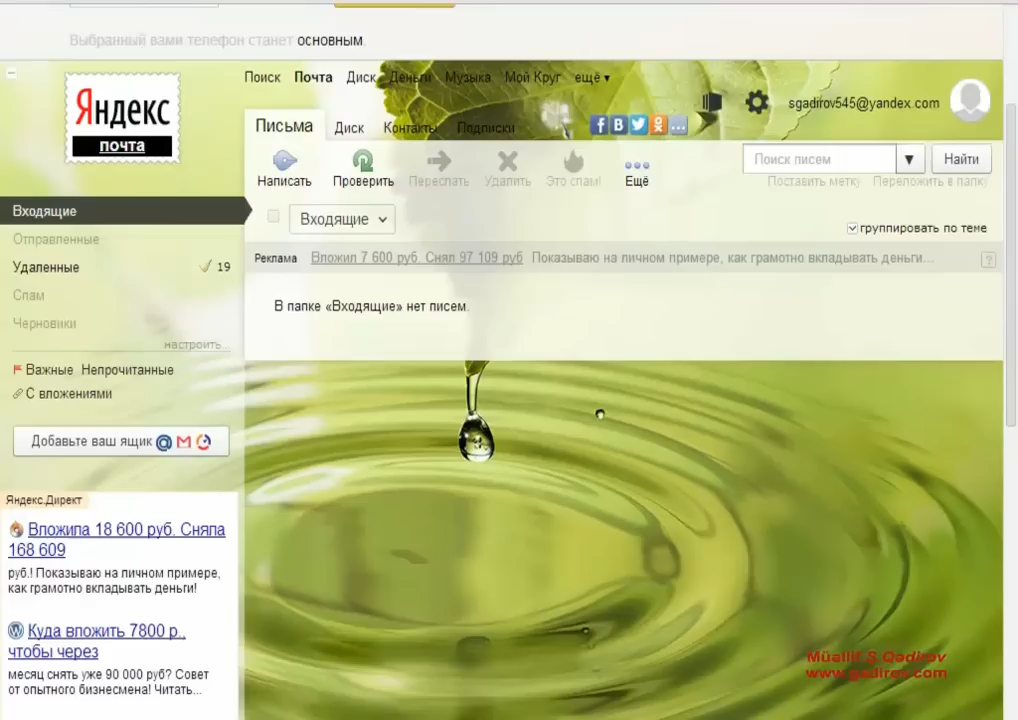 Выбранный вами телефон станет основным.
Поиск Почта Диск Деньги Музыка Мой Круг ещё
sgadirov545@yandex.com
Яндекс
почта
Письма Диск Контакты Подписки
Написать Проверить Переслать Удалить Это спам! Ещё
Поиск писем Найти
Поставить метку Переложить в папку
Входящие
Отправленные
Удаленные 19
Спам
Черновики
настроить...
Важные Непрочитанные
С вложениями
Добавьте ваш ящик
Входящие
группировать по теме
Реклама Вложил 7 600 руб. Снял 97 109 руб Показываю на личном примере, как грамотно вкладывать деньги...
В папке «Входящие» нет писем.
Яндекс.Директ
Вложила 18 600 руб. Сняла
168 609
руб.! Показываю на личном примере,
как грамотно вкладывать деньги!
Куда вложить 7800 р.,
чтобы через
месяц снять уже 90 000 руб? Совет
от опытного бизнесмена! Читать...
Müəllif Ş.Qədirov
www.gadirov.com